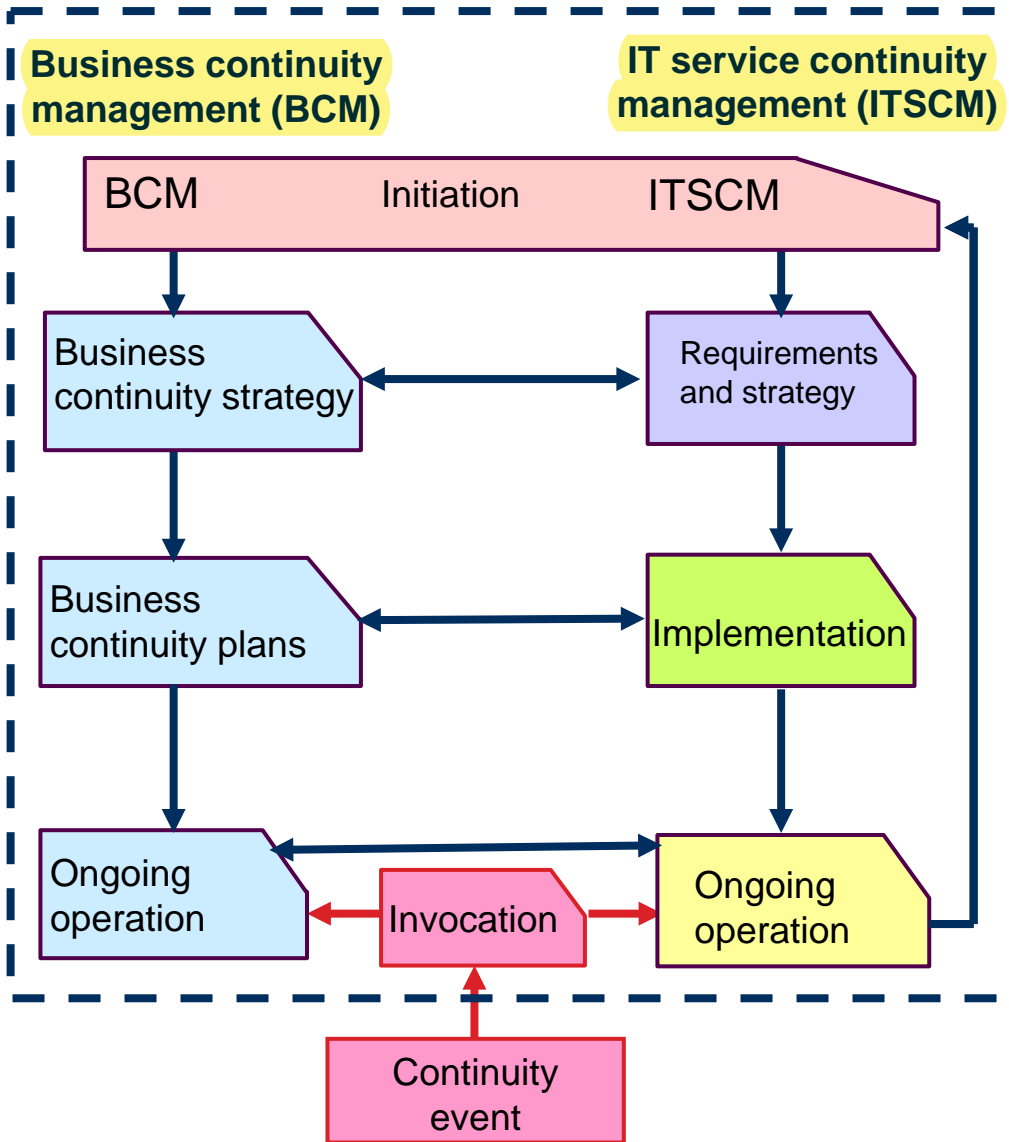 Business continuity
management (BCM)
IT service continuity
management (ITSCM)
BCM Initiation ITSCM
Business
continuity strategy
Requirements
and strategy
Business
continuity plans
Implementation
Ongoing
operation
Invocation
Ongoing
operation
Continuity
event